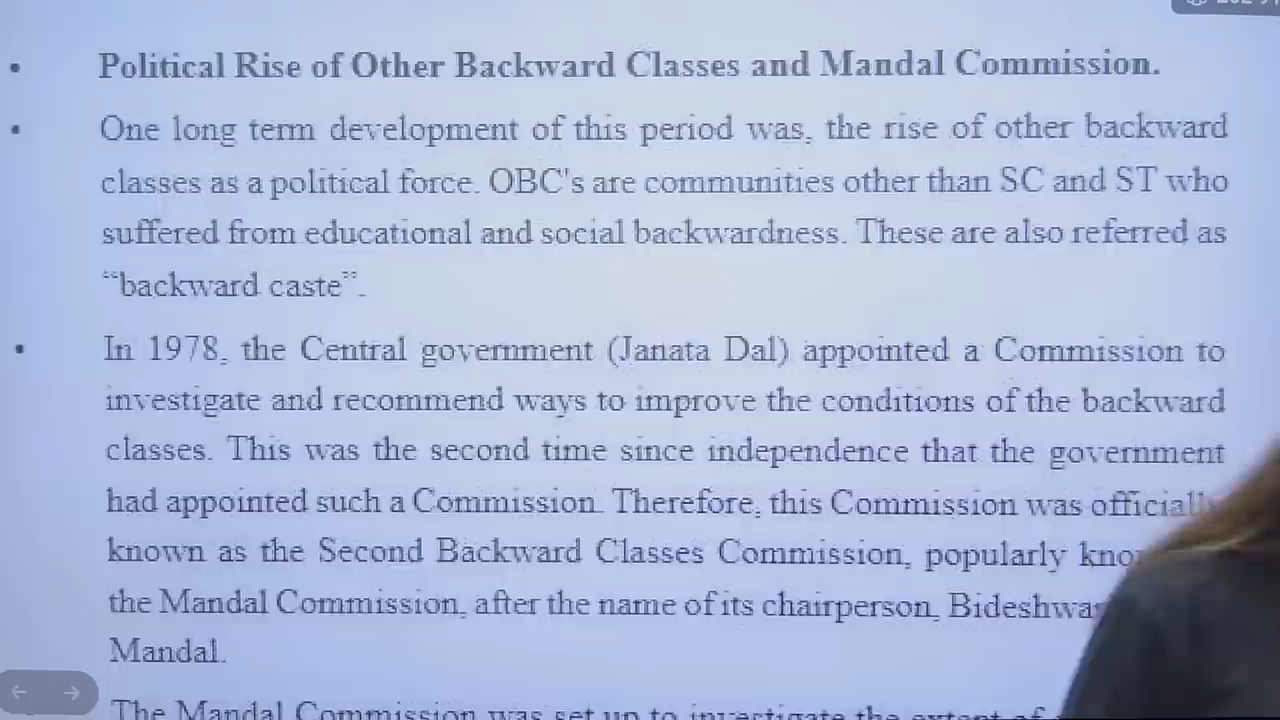 • Political Rise of Other Backward Classes and Mandal Commission.
• One long term development of this period was, the rise of other backward
classes as a political force. OBC's are communities other than SC and ST who
suffered from educational and social backwardness. These are also referred as
“backward caste”.
• In 1978, the Central government (Janata Dal) appointed a Commission to
investigate and recommend ways to improve the conditions of the backward
classes. This was the second time since independence that the government
had appointed such a Commission. Therefore, this Commission was officially
known as the Second Backward Classes Commission, popularly
the Mandal Commission, after the name of its chairperson,
Mandal.
The Mandal Commission was set up to investigate the extent of